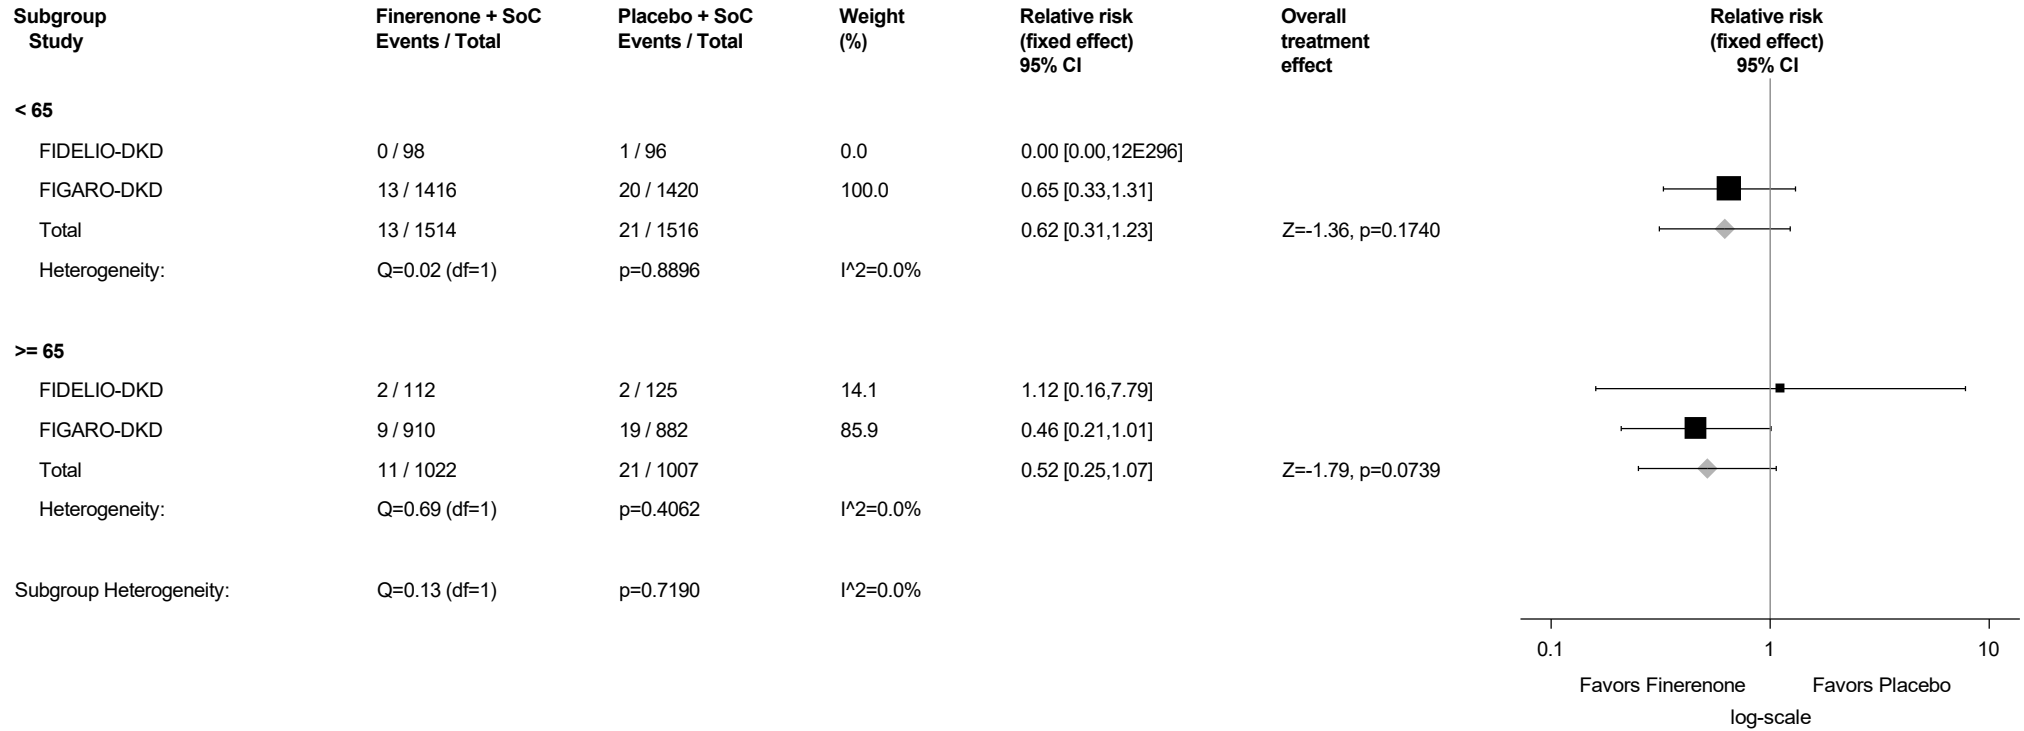 Subgroup Finerenone + SoC Placebo + SoC Weight Relative risk Overall Relative risk
Study Events / Total Events / Total (%) (fixed effect) treatment (fixed effect)
95% CI effect 95% CI
< 65
FIDELIO-DKD 0 / 98 1 / 96 0.0 0.00 [0.00,12E296]
FIGARO-DKD 13 / 1416 20 / 1420 100.0 0.65 [0.33,1.31]
Total 13 / 1514 21 / 1516 0.62 [0.31,1.23] Z=-1.36, p=0.1740
Heterogeneity: Q=0.02 (df=1) p=0.8896 I^2=0.0%
>= 65
FIDELIO-DKD 2 / 112 2 / 125 14.1 1.12 [0.16,7.79]
FIGARO-DKD 9 / 910 19 / 882 85.9 0.46 [0.21,1.01]
Total 11 / 1022 21 / 1007 0.52 [0.25,1.07] Z=-1.79, p=0.0739
Heterogeneity: Q=0.69 (df=1) p=0.4062 I^2=0.0%
Subgroup Heterogeneity: Q=0.13 (df=1) p=0.7190 I^2=0.0%
0.1 1 10
Favors Finerenone Favors Placebo
log-scale